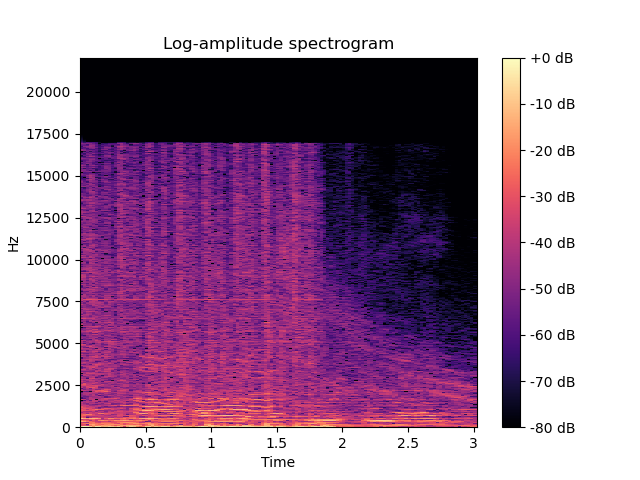 Log-amplitude spectrogram
20000
17500
15000
12500
10000
7500
5000
2500
0
Hz
0
0.5
1
1.5
2
2.5
3
Time
+0 dB
-10 dB
-20 dB
-30 dB
-40 dB
-50 dB
-60 dB
-70 dB
-80 dB